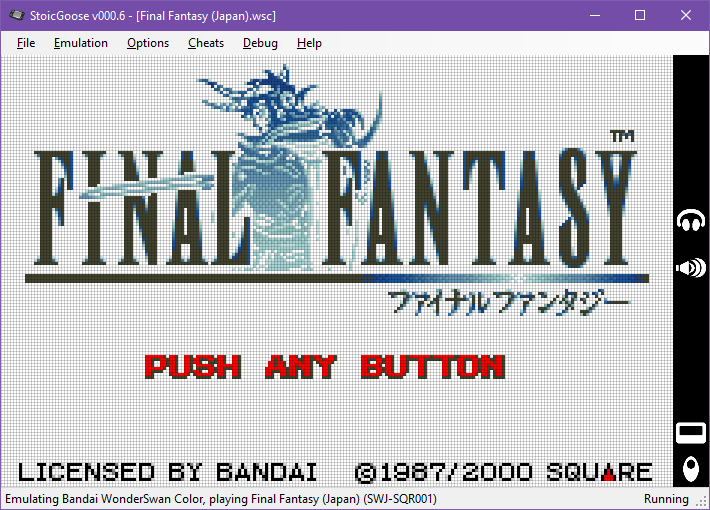 StoicGoose v000.6 - [Final Fantasy (Japan).wsc]
File Emulation Options Cheats Debug Help
FINAL FANTASY™
ファイナルファンタジー
PUSH ANY BUTTON
LICENSED BY BANDAI ©1987/2000 SQUARE
Emulating Bandai WonderSwan Color, playing Final Fantasy (Japan) (SWJ-SQR001) Running